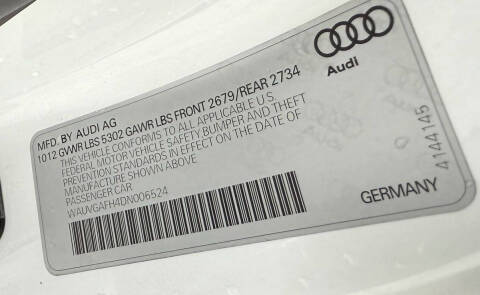 MFD. BY AUDI AG
1012 GWVR LBS 5302 GAWR LBS FRONT 2679/REAR 2734
THIS VEHICLE CONFORMS TO ALL APPLICABLE U.S.
FEDERAL MOTOR VEHICLE SAFETY, BUMPER AND THEFT
PREVENTION STANDARDS IN EFFECT ON THE DATE OF
MANUFACTURE SHOWN ABOVE
PASSENGER CAR
WAUVGAFH4DN006524
Audi
4144145
GERMANY